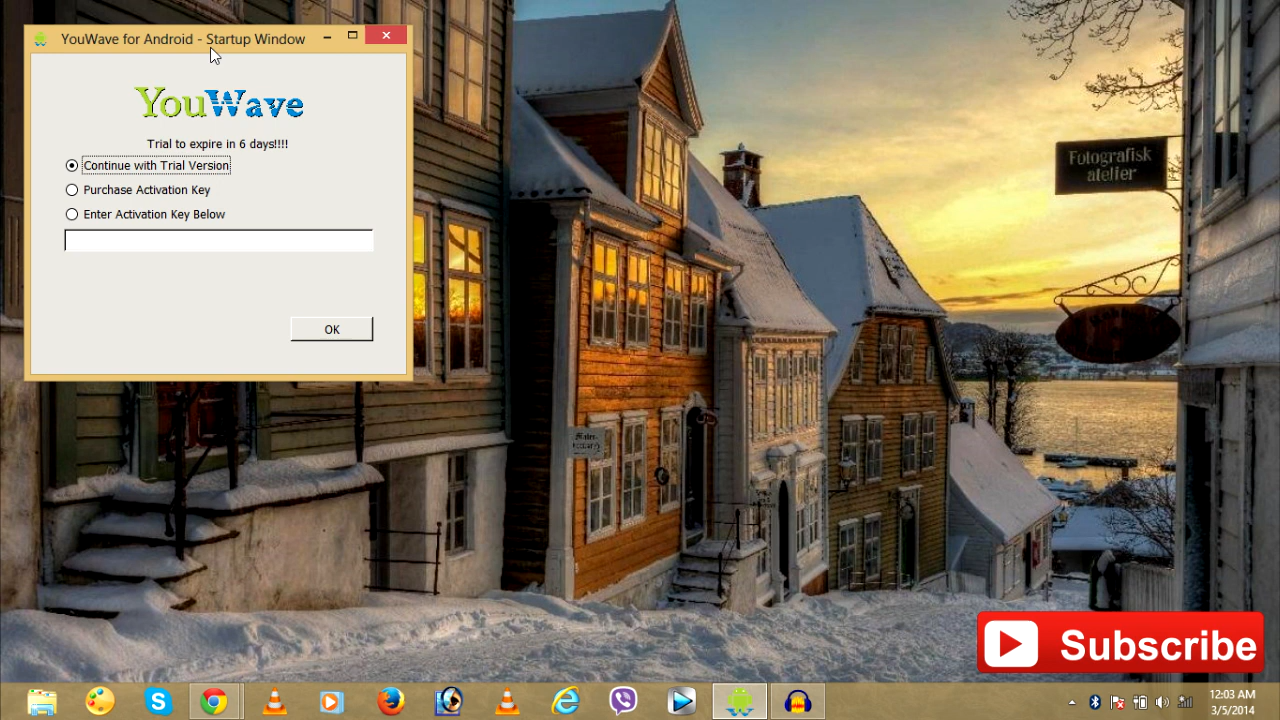 YouWave for Android - Startup Window
YouWave
Trial to expire in 6 days!!!!
Continue with Trial Version
Purchase Activation Key
Enter Activation Key Below
OK
Fotografisk
atelier
Subscribe
12:03 AM
3/5/2014